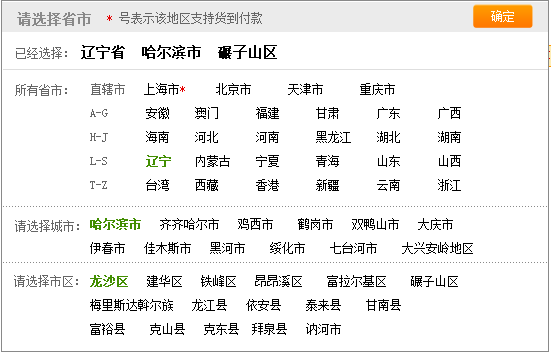 请选择省市 * 号表示该地区支持货到付款 确定
已经选择： 辽宁省 哈尔滨市 碾子山区
所有省市： 直辖市 上海市* 北京市 天津市 重庆市
A-G 安徽 澳门 福建 甘肃 广东 广西
H-J 海南 河北 河南 黑龙江 湖北 湖南
L-S 辽宁 内蒙古 宁夏 青海 山东 山西
T-Z 台湾 西藏 香港 新疆 云南 浙江
请选择城市： 哈尔滨市 齐齐哈尔市 鸡西市 鹤岗市 双鸭山市 大庆市
伊春市 佳木斯市 黑河市 绥化市 七台河市 大兴安岭地区
请选择市区： 龙沙区 建华区 铁峰区 昂昂溪区 富拉尔基区 碾子山区
梅里斯达斡尔族 龙江县 依安县 泰来县 甘南县
富裕县 克山县 克东县 拜泉县 讷河市